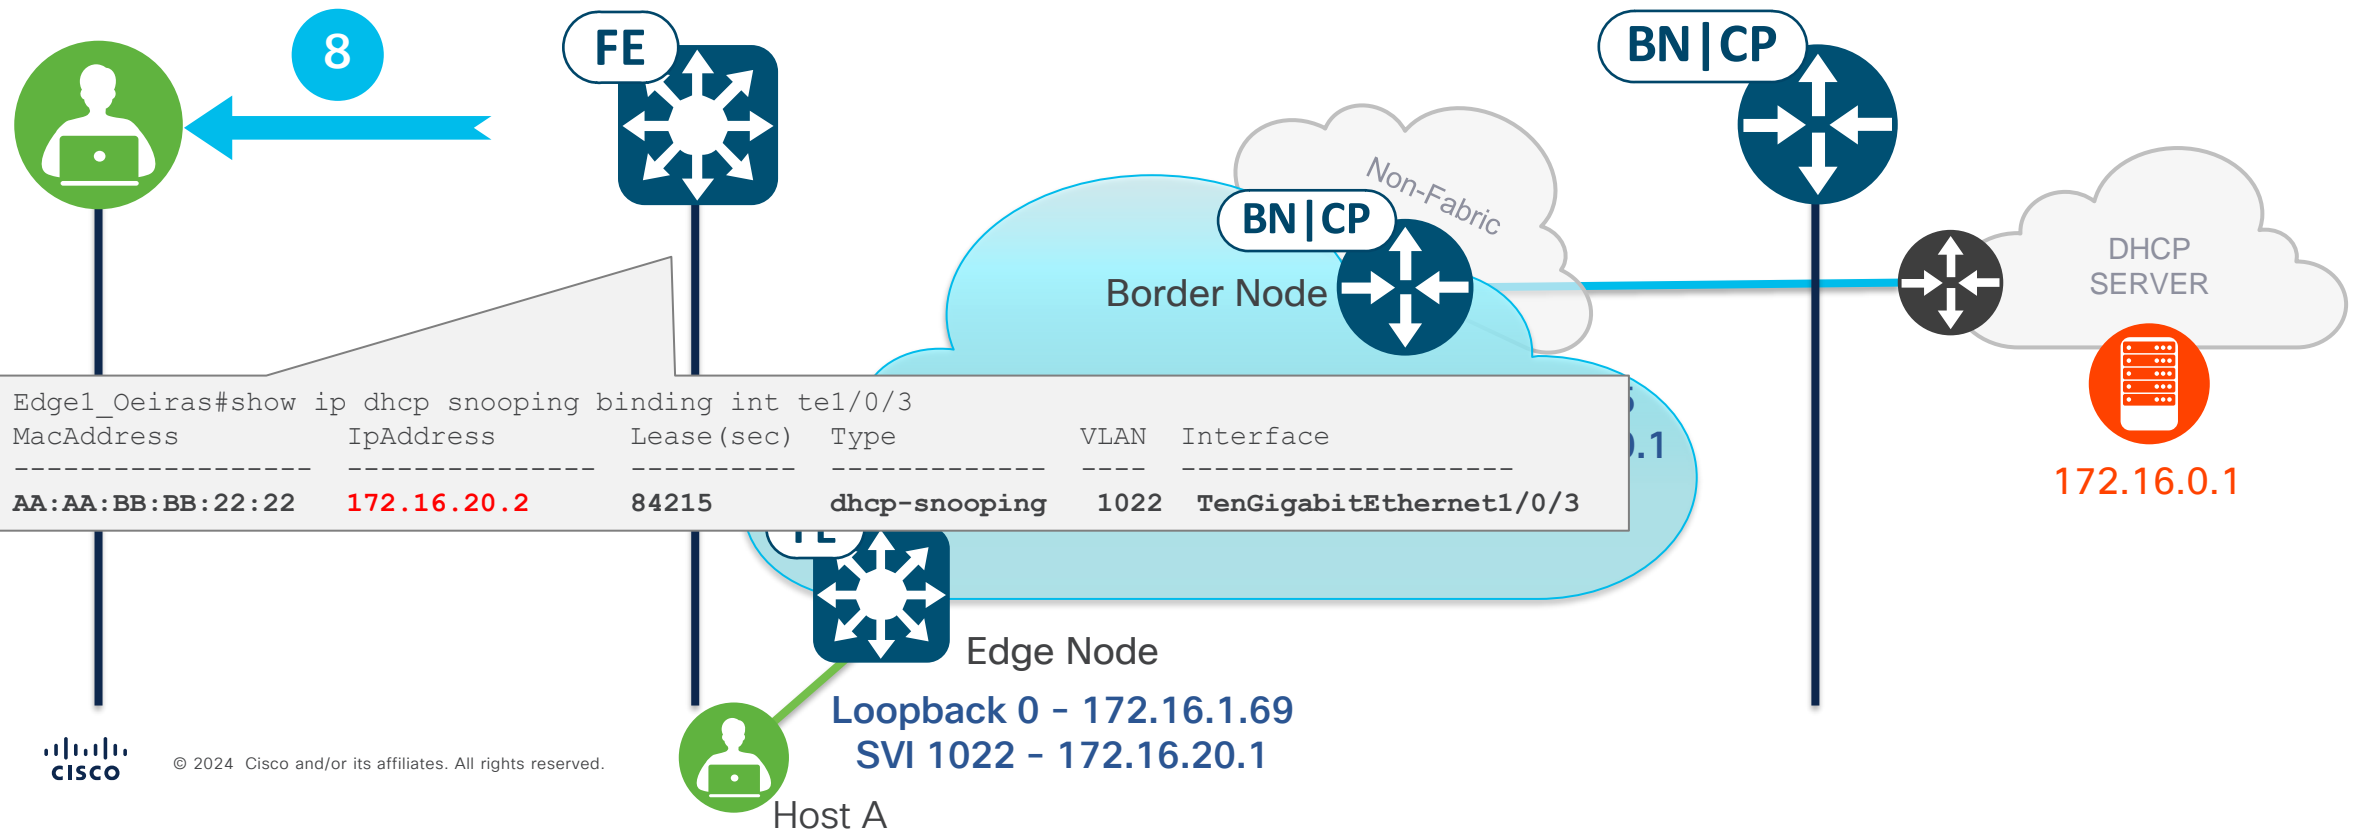 8
FE
BN|CP
Non-Fabric
BN|CP
Border Node
DHCP
SERVER
172.16.0.1
Edge1_Oeiras#show ip dhcp snooping binding int te1/0/3
MacAddress IpAddress Lease(sec) Type VLAN Interface
------------------ --------------- ---------- ------------- ---- --------------------
AA:AA:BB:BB:22:22 172.16.20.2 84215 dhcp-snooping 1022 TenGigabitEthernet1/0/3
.1
Edge Node
Loopback 0 - 172.16.1.69
SVI 1022 - 172.16.20.1
Host A
CISCO
© 2024 Cisco and/or its affiliates. All rights reserved.